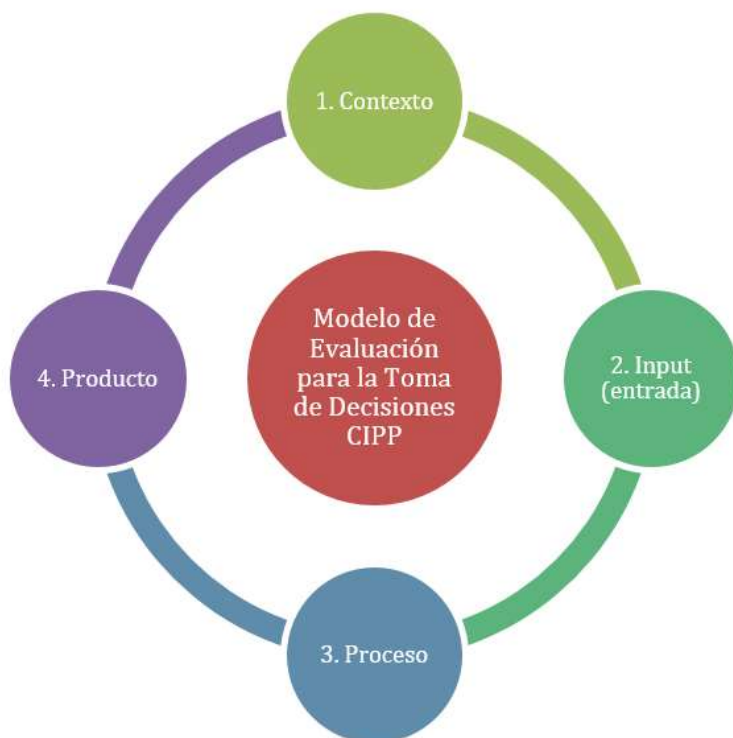 1. Contexto
Modelo de
Evaluación
para la Toma
de Decisiones
CIPP
2. Input
(entrada)
3. Proceso
4. Producto